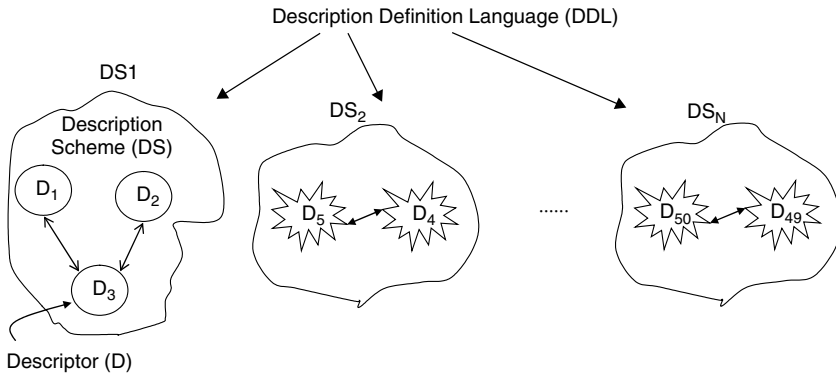 Description Definition Language (DDL)
DS1
Description
Scheme (DS)
D1
D2
D3
Descriptor (D)
DS2
D5
D4
......
DSN
D50
D49